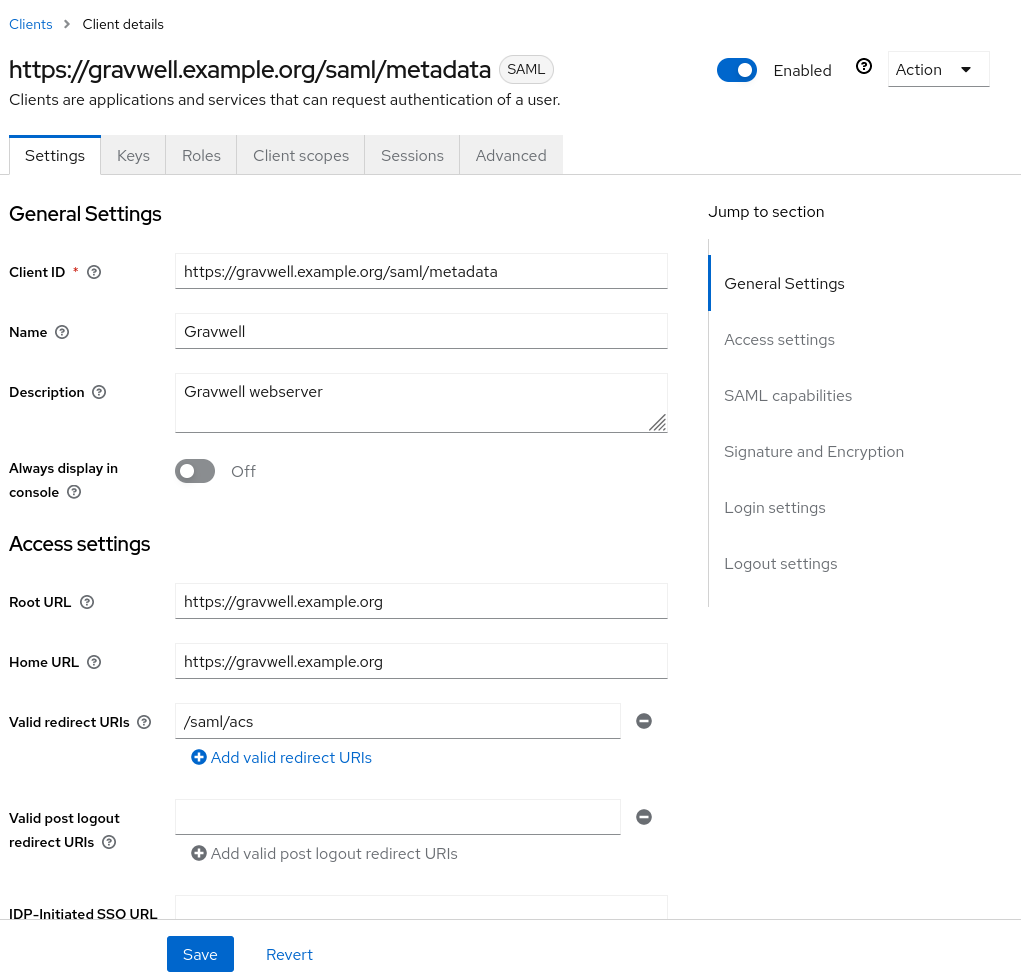 Clients > Client details
https://gravwell.example.org/saml/metadata SAML Enabled Action
Clients are applications and services that can request authentication of a user.
Settings Keys Roles Client scopes Sessions Advanced
General Settings
Client ID * https://gravwell.example.org/saml/metadata
Name Gravwell
Description Gravwell webserver
Always display in
console Off
Access settings
Root URL https://gravwell.example.org
Home URL https://gravwell.example.org
Valid redirect URIs /saml/acs
Add valid redirect URIs
Valid post logout
redirect URIs
Add valid post logout redirect URIs
IDP-Initiated SSO URL
Save Revert
Jump to section
General Settings
Access settings
SAML capabilities
Signature and Encryption
Login settings
Logout settings